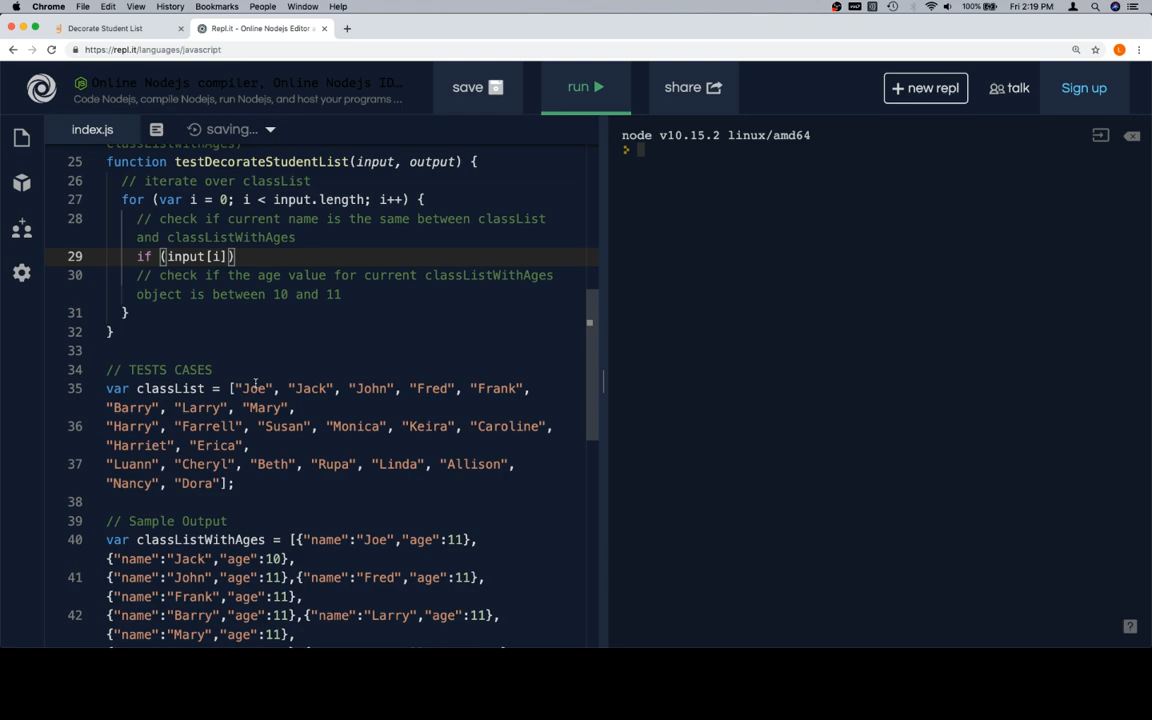 Chrome File Edit View History Bookmarks People Window Help 100% Fri 2:19 PM
Decorate Student List Repl.it - Online Nodejs Editor
https://repl.it/languages/javascript
Online Nodejs compiler, Online Nodejs ID...
Code Nodejs, compile Nodejs, run Nodejs, and host your programs ...
save run share + new repl talk Sign up
index.js saving...
node v10.15.2 linux/amd64
classListWithAges)
25 function testDecorateStudentList(input, output) {
26 // iterate over classList
27 for (var i = 0; i < input.length; i++) {
28 // check if current name is the same between classList
and classListWithAges
29 if (input[i])
30 // check if the age value for current classListWithAges
object is between 10 and 11
31 }
32 }
33
34 // TESTS CASES
35 var classList = ["Joe", "Jack", "John", "Fred", "Frank",
"Barry", "Larry", "Mary",
36 "Harry", "Farrell", "Susan", "Monica", "Keira", "Caroline",
"Harriet", "Erica",
37 "Luann", "Cheryl", "Beth", "Rupa", "Linda", "Allison",
"Nancy", "Dora"];
38
39 // Sample Output
40 var classListWithAges = [{"name":"Joe","age":11},
{"name":"Jack","age":10},
41 {"name":"John","age":11},{"name":"Fred","age":11},
{"name":"Frank","age":11},
42 {"name":"Barry","age":11},{"name":"Larry","age":11},
{"name":"Mary","age":11},